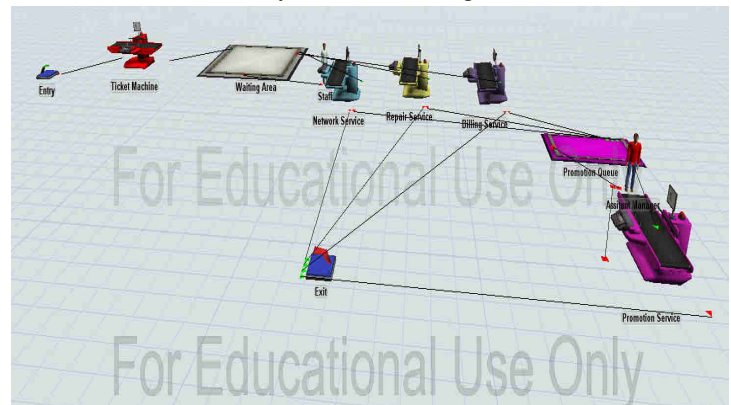 Entry
Ticket Machine
Waiting Area
Staff
Network Service
Repair Service
Billing Service
Promotion Queue
For Educational Use Only
Assitent Manager
Exit
Promotion Service
For Educational Use Only